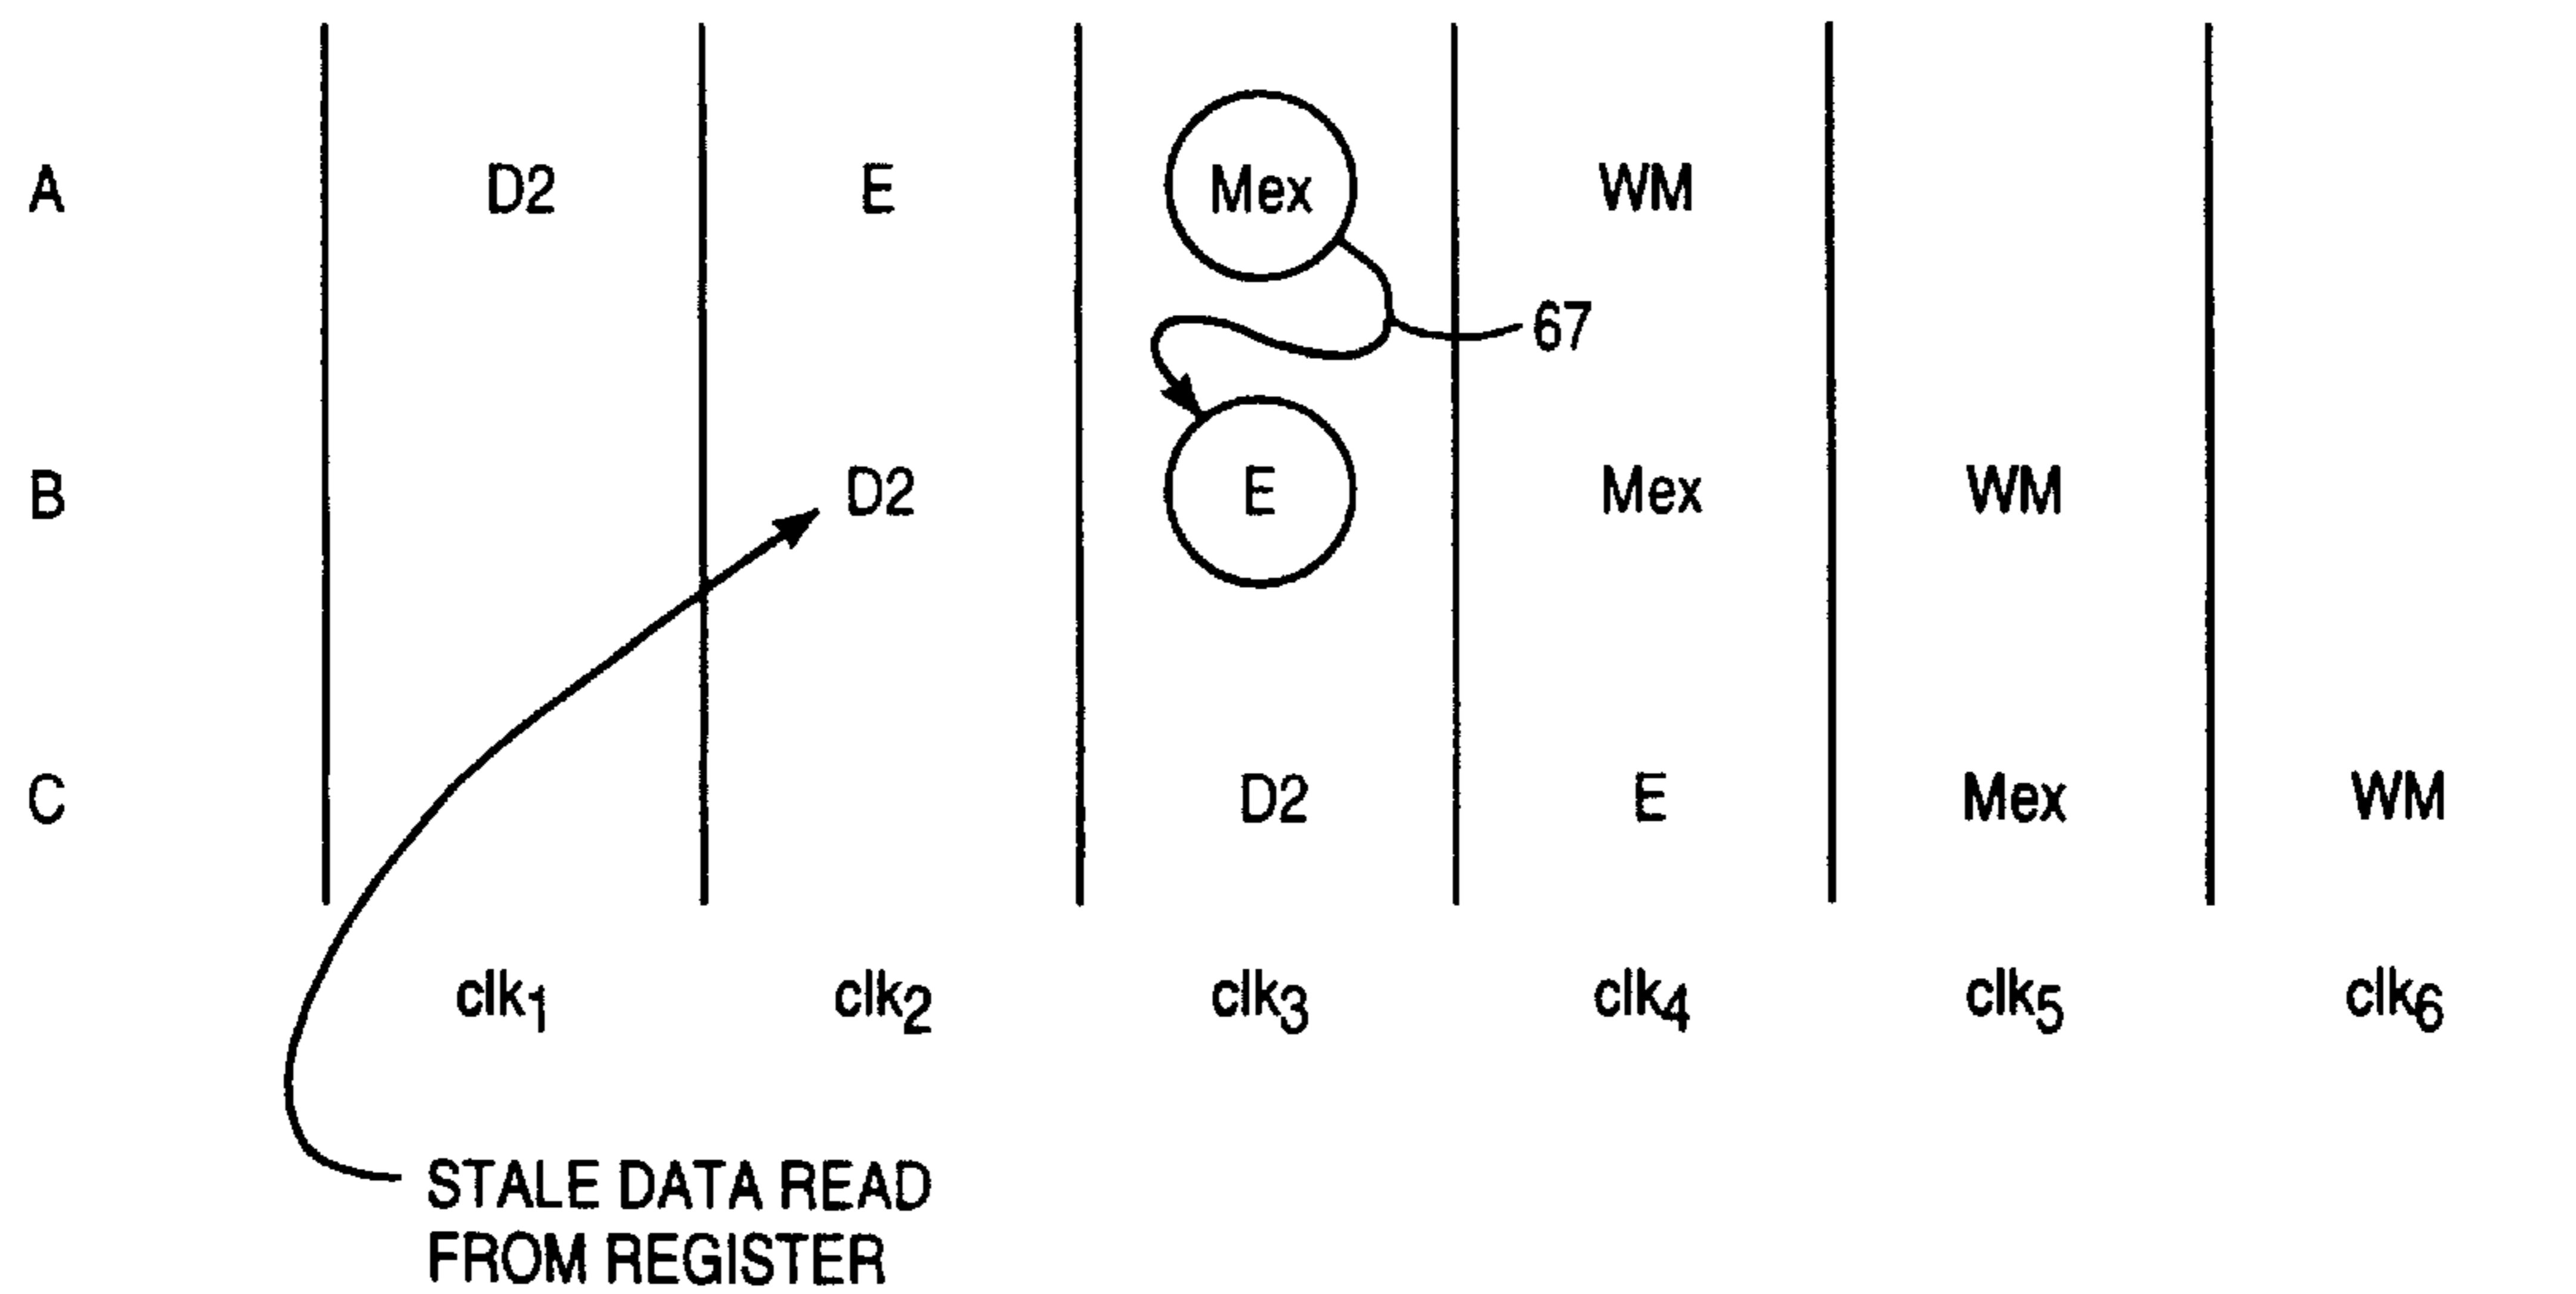 A D2 E Mex WM
67
B D2 E Mex WM
C D2 E Mex WM
clk1 clk2 clk3 clk4 clk5 clk6
STALE DATA READ
FROM REGISTER